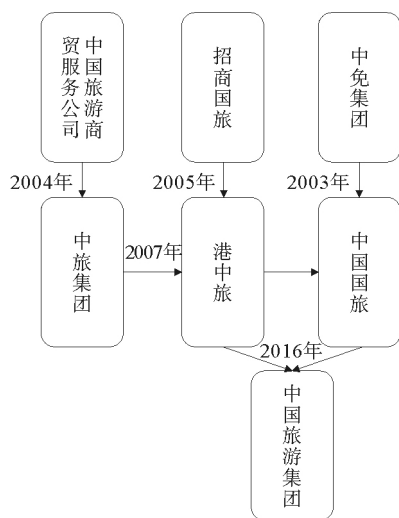 中国旅游商
贸服务公司
招商国旅
中免集团
2004年
2005年
2003年
中旅集团
2007年
港中旅
中国国旅
2016年
中国旅游集团